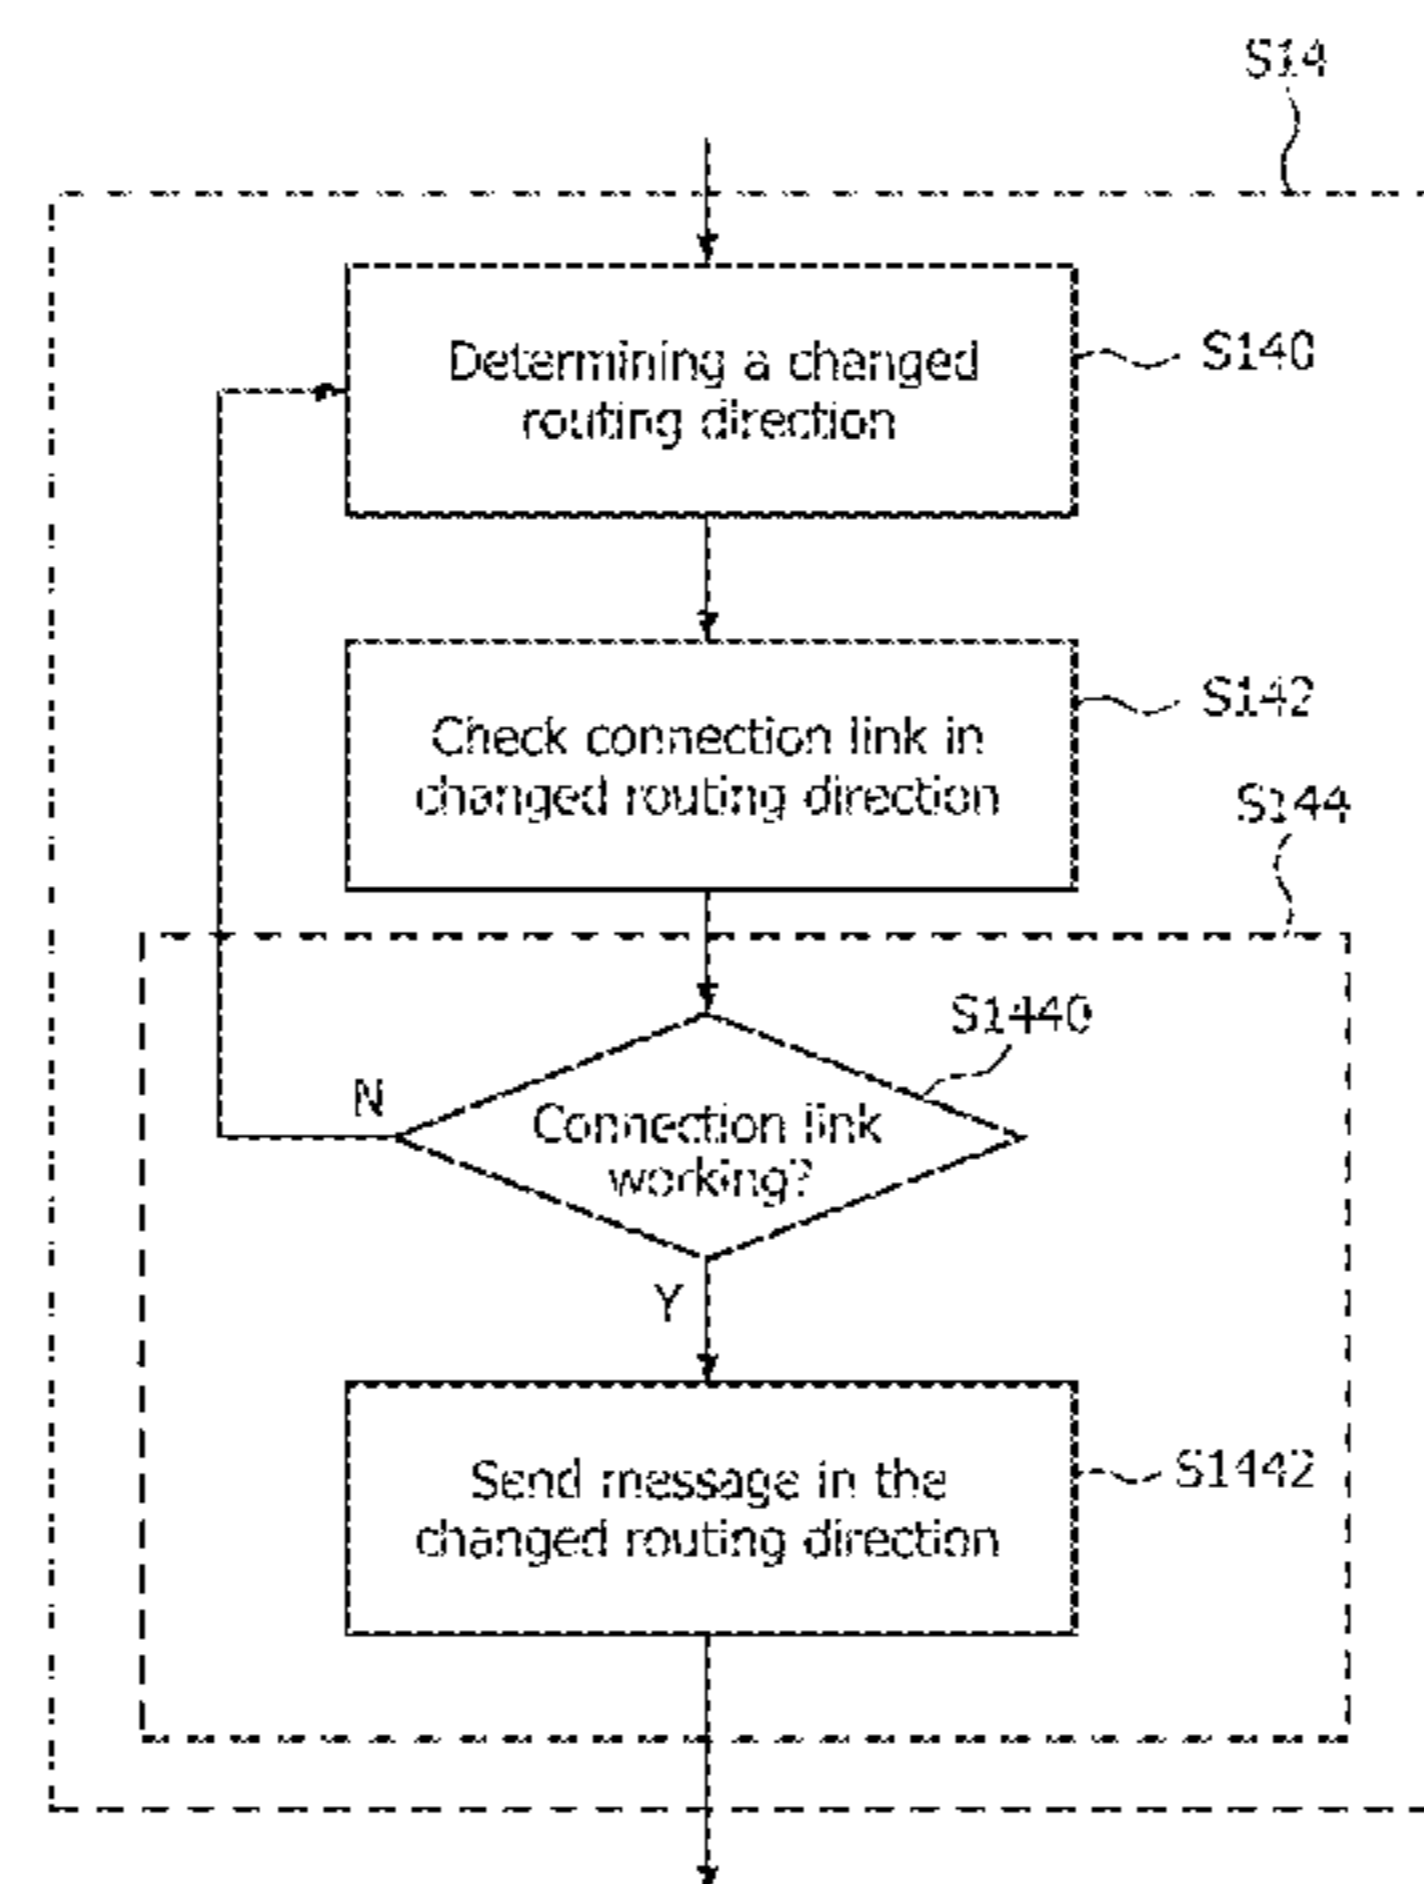 S14
Determining a changed
routing direction
S140
Check connection link in
changed routing direction
S142
S144
S1440
N
Connection link
working?
Y
Send message in the
changed routing direction
S1442